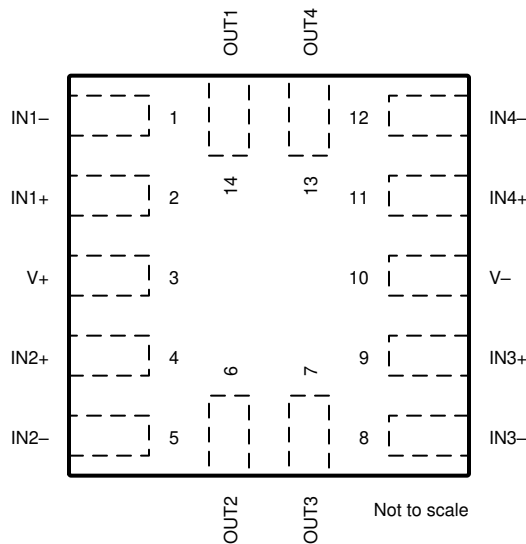 OUT1
OUT4
IN1– 1 12 IN4–
14
13
IN1+ 2 11 IN4+
V+ 3 10 V–
IN2+ 4 9 IN3+
6
7
IN2– 5 8 IN3–
OUT2
OUT3
Not to scale